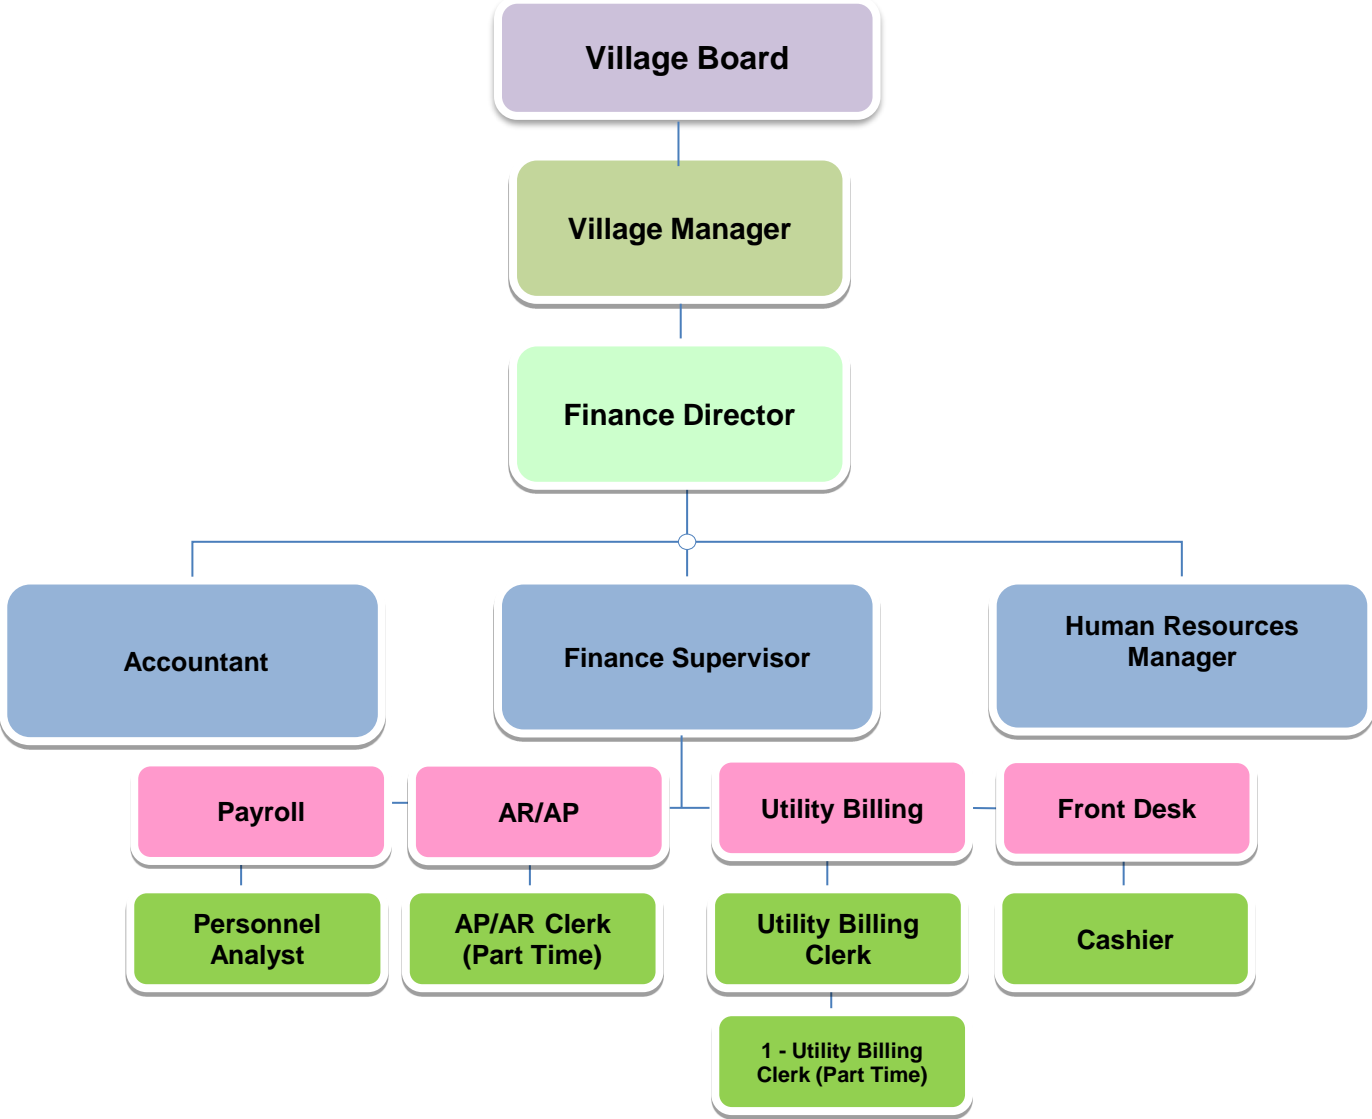 Village Board
Village Manager
Finance Director
Accountant
Finance Supervisor
Human Resources
Manager
Payroll
AR/AP
Utility Billing
Front Desk
Personnel
Analyst
AP/AR Clerk
(Part Time)
Utility Billing
Clerk
Cashier
1 - Utility Billing
Clerk (Part Time)